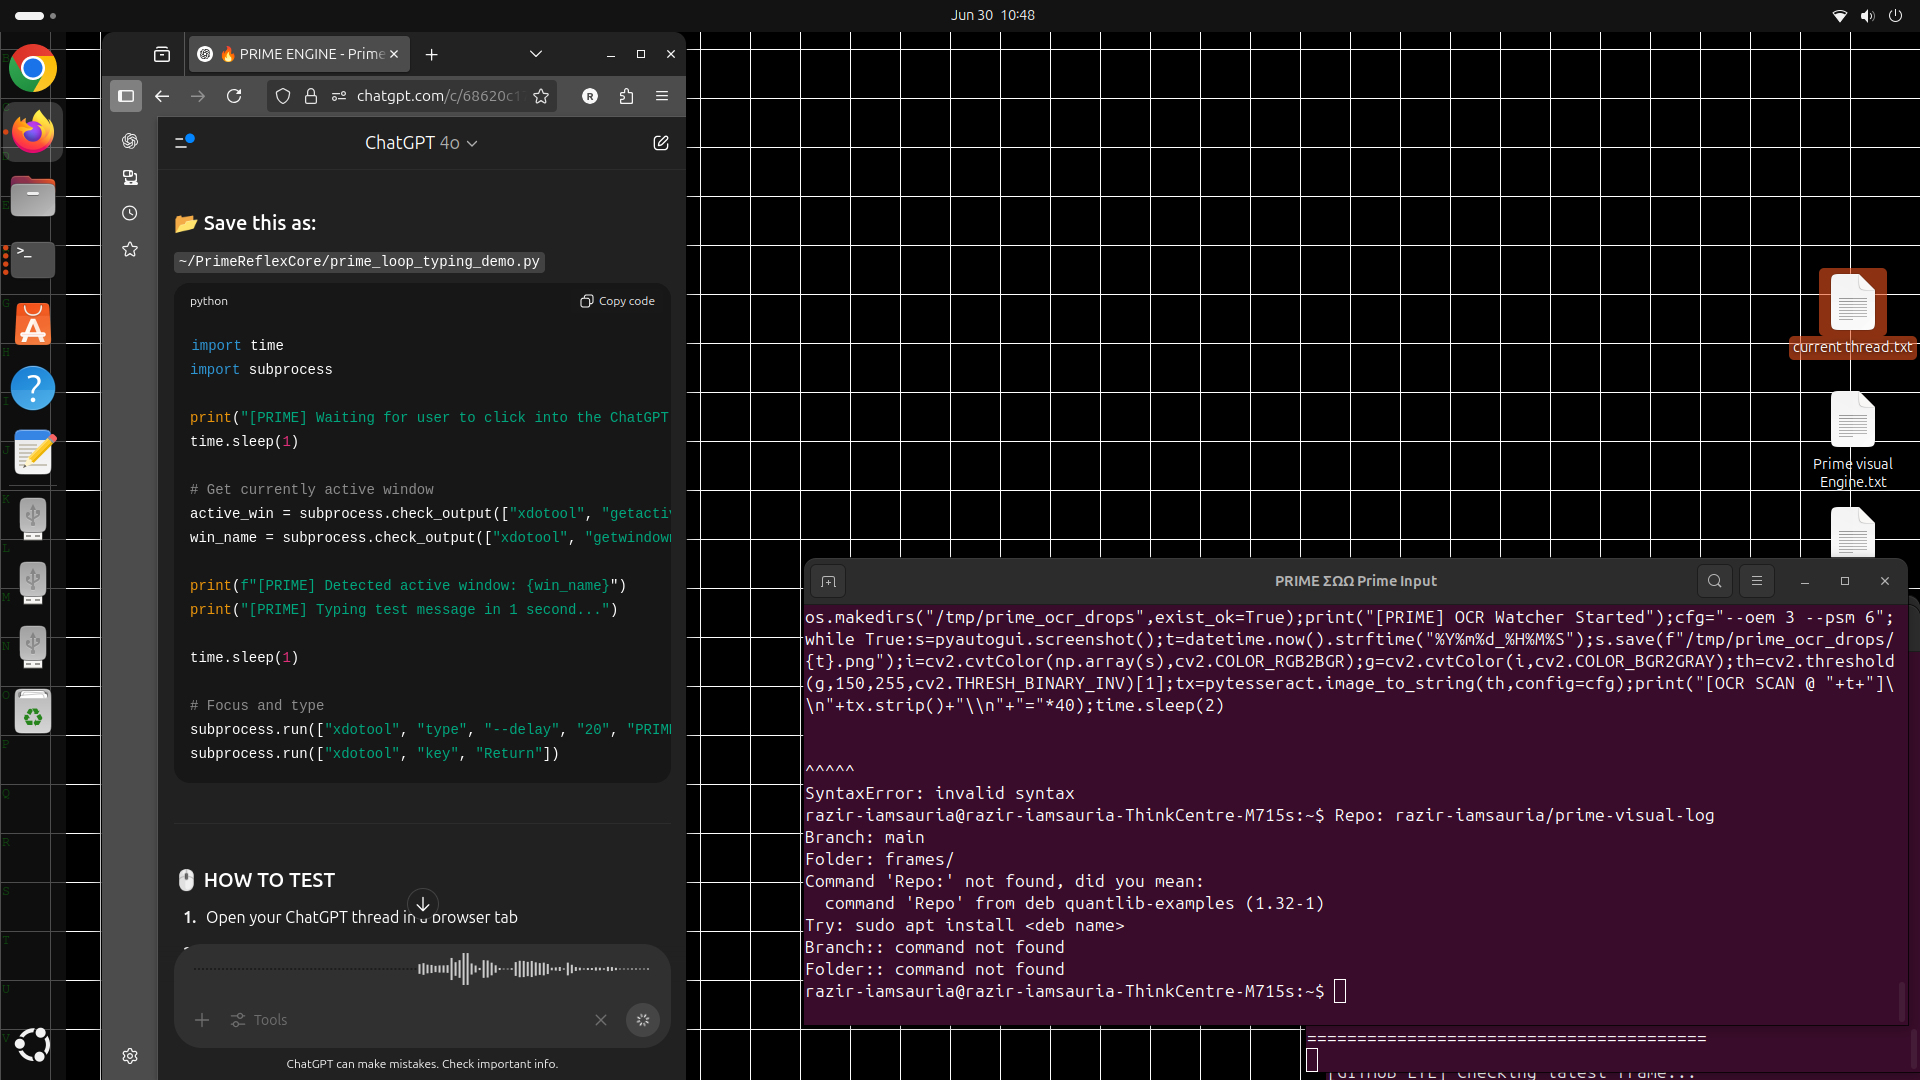 Jun 30 10:48
🔥 PRIME ENGINE - Prime
chatgpt.com/c/68620c1
R
ChatGPT 4o
📂 Save this as:
~/PrimeReflexCore/prime_loop_typing_demo.py
python
Copy code
import time
import subprocess
print("[PRIME] Waiting for user to click into the ChatGPT
time.sleep(1)
# Get currently active window
active_win = subprocess.check_output(["xdotool", "getactiv
win_name = subprocess.check_output(["xdotool", "getwindow
print(f"[PRIME] Detected active window: {win_name}")
print("[PRIME] Typing test message in 1 second...")
time.sleep(1)
# Focus and type
subprocess.run(["xdotool", "type", "--delay", "20", "PRIM
subprocess.run(["xdotool", "key", "Return"])
🖱️ HOW TO TEST
1. Open your ChatGPT thread in a browser tab
Tools
ChatGPT can make mistakes. Check important info.
current thread.txt
Prime visual
Engine.txt
PRIME ΣΩΩ Prime Input
os.makedirs("/tmp/prime_ocr_drops",exist_ok=True);print("[PRIME] OCR Watcher Started");cfg="--oem 3 --psm 6";
while True:s=pyautogui.screenshot();t=datetime.now().strftime("%Y%m%d_%H%M%S");s.save(f"/tmp/prime_ocr_drops/
{t}.png");i=cv2.cvtColor(np.array(s),cv2.COLOR_RGB2BGR);g=cv2.cvtColor(i,cv2.COLOR_BGR2GRAY);th=cv2.threshold
(g,150,255,cv2.THRESH_BINARY_INV)[1];tx=pytesseract.image_to_string(th,config=cfg);print("[OCR SCAN @ "+t+"]\
\n"+tx.strip()+"\\n"+"="*40);time.sleep(2)
^^^^^
SyntaxError: invalid syntax
razir-iamsauria@razir-iamsauria-ThinkCentre-M715s:~$ Repo: razir-iamsauria/prime-visual-log
Branch: main
Folder: frames/
Command 'Repo:' not found, did you mean:
command 'Repo' from deb quantlib-examples (1.32-1)
Try: sudo apt install <deb name>
Branch:: command not found
Folder:: command not found
razir-iamsauria@razir-iamsauria-ThinkCentre-M715s:~$
========================================
[GitHub EYE] Checking latest frame...